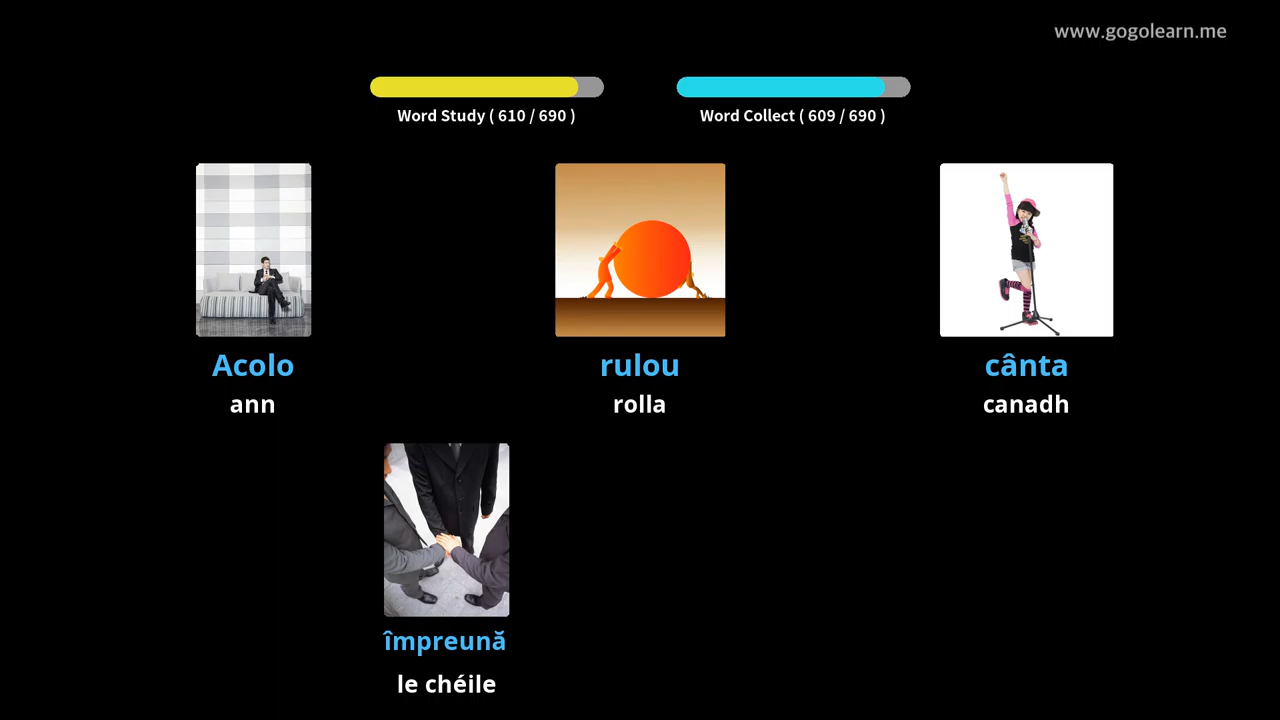 www.gogolearn.me
Word Study ( 610 / 690 )
Word Collect ( 609 / 690 )
Acolo
ann
rulou
rolla
cânta
canadh
împreună
le chéile